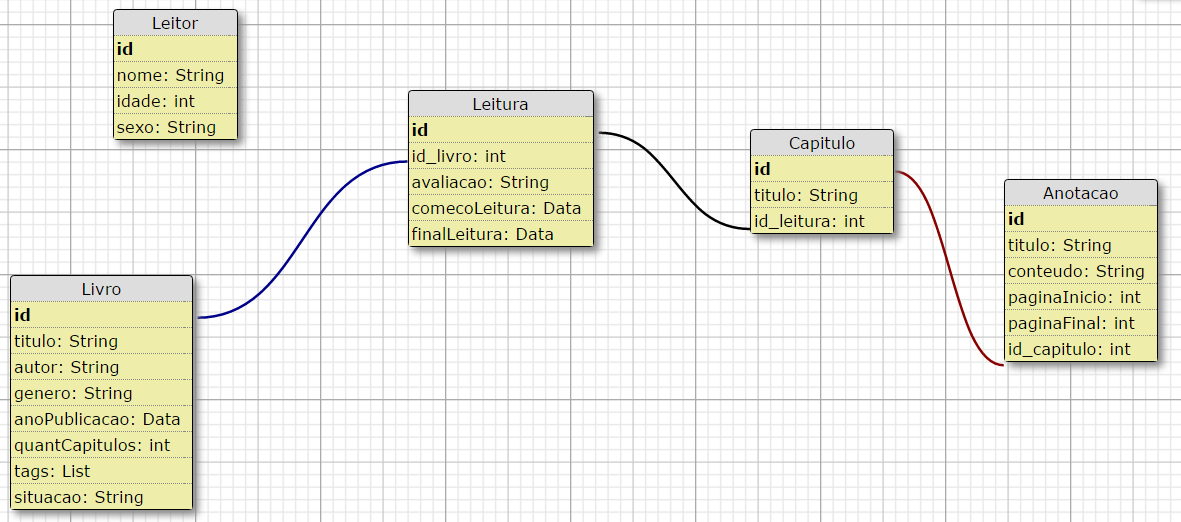 Leitor
id
nome: String
idade: int
sexo: String
Leitura
id
id_livro: int
avaliacao: String
comecoLeitura: Data
finalLeitura: Data
Capitulo
id
titulo: String
id_leitura: int
Anotacao
id
titulo: String
conteudo: String
paginaInicio: int
paginaFinal: int
id_capitulo: int
Livro
id
titulo: String
autor: String
genero: String
anoPublicacao: Data
quantCapitulos: int
tags: List
situacao: String